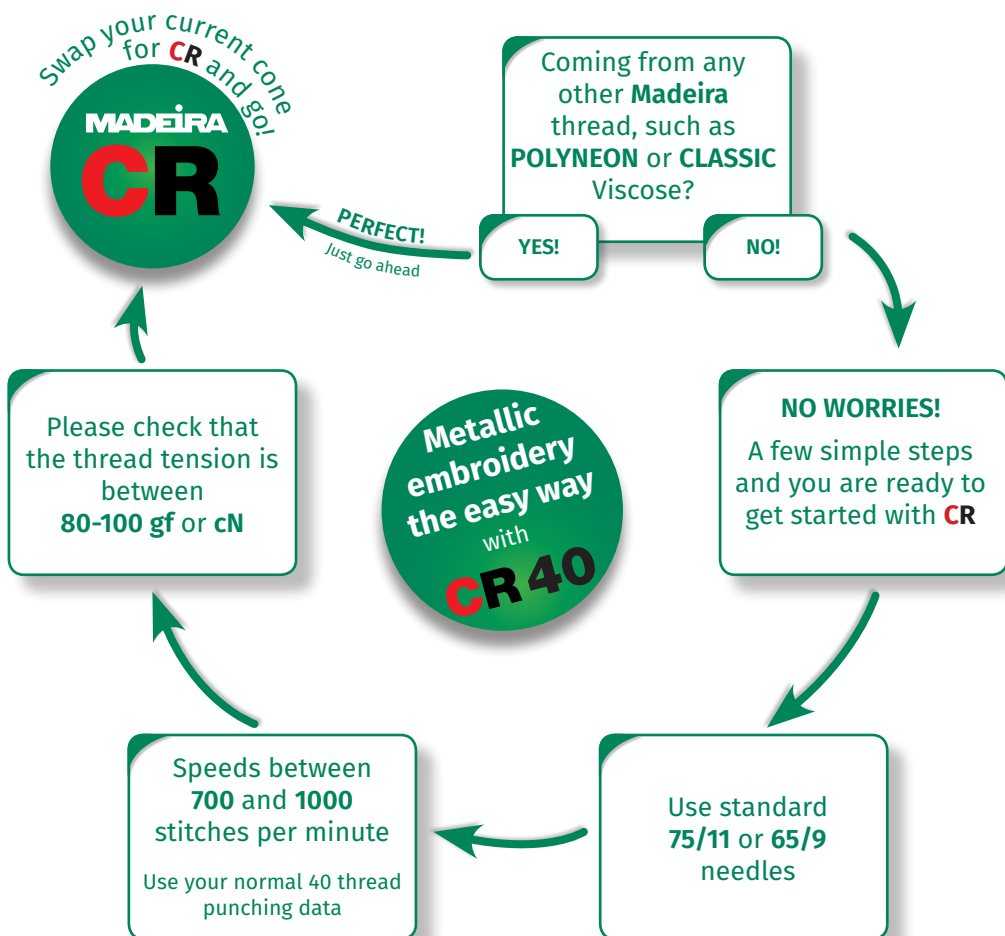 Swap your current cone
for CR and go!
MADEIRA
CR
Coming from any
other Madeira
thread, such as
POLYNEON or CLASSIC
Viscose?
YES!
NO!
PERFECT!
Just go ahead
NO WORRIES!
A few simple steps
and you are ready to
get started with CR
Use standard
75/11 or 65/9
needles
Speeds between
700 and 1000
stitches per minute
Use your normal 40 thread
punching data
Please check that
the thread tension is
between
80-100 gf or cN
Metallic
embroidery
the easy way
with
CR 40